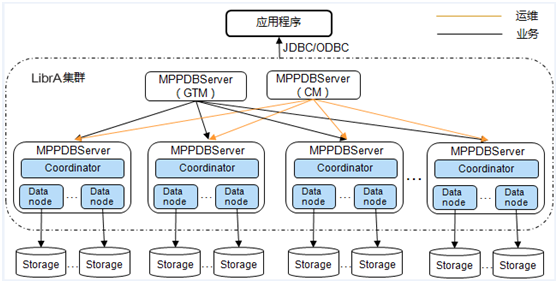 应用程序
运维
业务
JDBC/ODBC
LibrA集群
MPPDBServer
（GTM）
MPPDBServer
（CM）
MPPDBServer
MPPDBServer
MPPDBServer
MPPDBServer
Coordinator
Coordinator
Coordinator
Coordinator
...
Data
node
...
Data
node
Data
node
...
Data
node
Data
node
...
Data
node
Data
node
...
Data
node
Storage
...
Storage
Storage
...
Storage
Storage
...
Storage
Storage
...
Storage